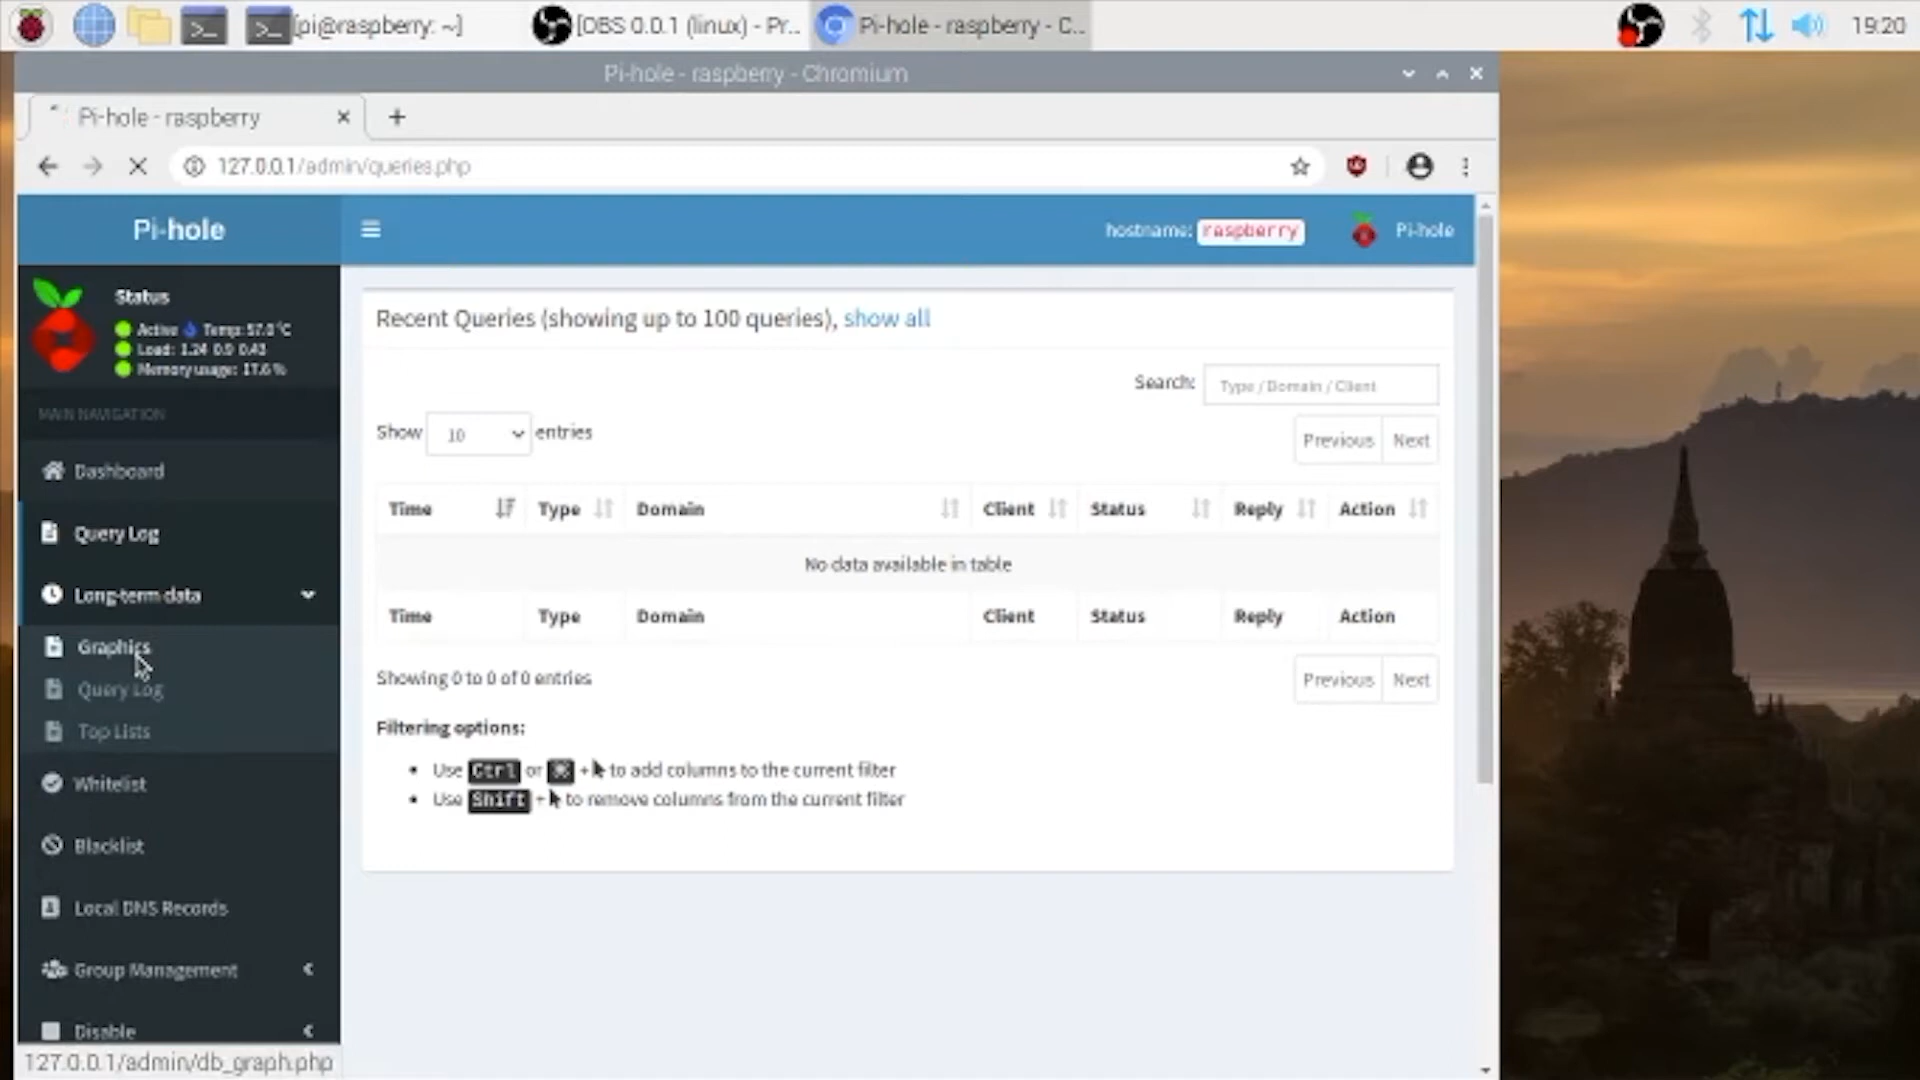 [pi@raspberry: ~]
[OBS 0.0.1 (linux) - Pr...
Pi-hole - raspberry - C...
19:20
Pi-hole - raspberry - Chromium
Pi-hole - raspberry
127.0.0.1/admin/queries.php
Pi-hole
hostname: raspberry
Pi-hole
Status
Active Temp: 57.0 °C
Load: 1.24 0.9 0.43
Memory usage: 17.6 %
MAIN NAVIGATION
Dashboard
Query Log
Long-term data
Graphics
Query Log
Top Lists
Whitelist
Blacklist
Local DNS Records
Group Management
Disable
127.0.0.1/admin/db_graph.php
Recent Queries (showing up to 100 queries), show all
Search: Type / Domain / Client
Show 10 entries
Previous Next
Time Type Domain Client Status Reply Action
No data available in table
Time Type Domain Client Status Reply Action
Showing 0 to 0 of 0 entries
Previous Next
Filtering options:
Use Ctrl or ⌘ + to add columns to the current filter
Use Shift + to remove columns from the current filter